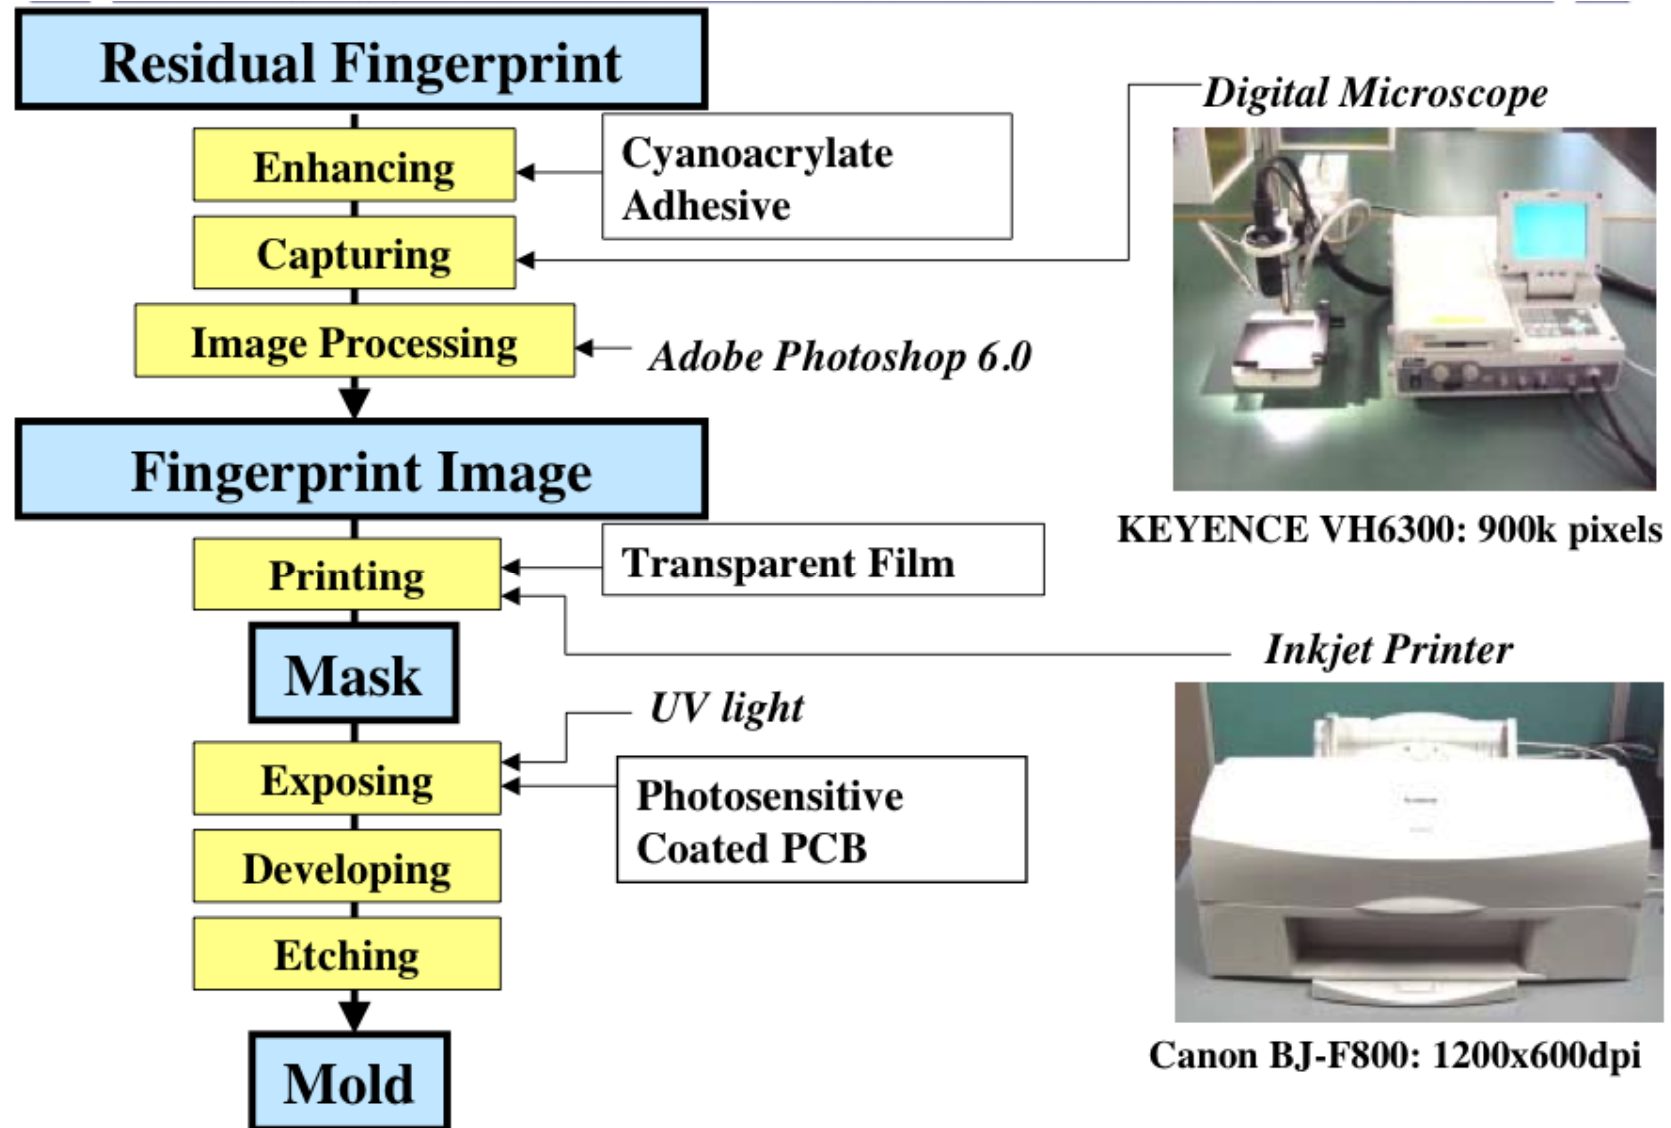 Residual Fingerprint
Digital Microscope
Enhancing
Cyanoacrylate
Adhesive
Capturing
Image Processing
Adobe Photoshop 6.0
Fingerprint Image
KEYENCE VH6300: 900k pixels
Printing
Transparent Film
Inkjet Printer
Mask
UV light
Exposing
Photosensitive
Coated PCB
Developing
Etching
Canon BJ-F800: 1200x600dpi
Mold